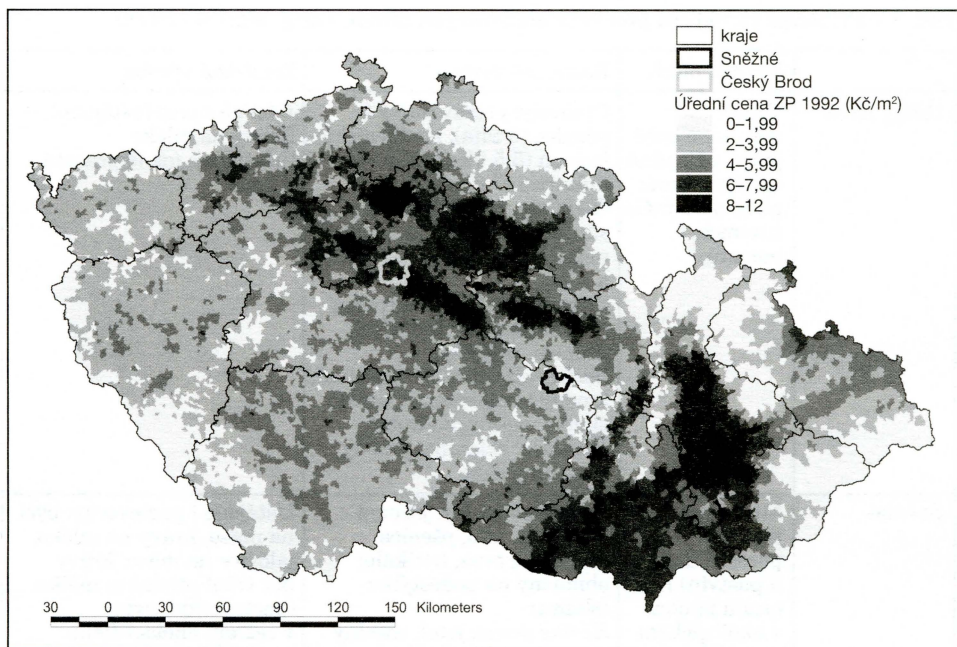 kraje
Sněžné
Český Brod
Úřední cena ZP 1992 (Kč/m²)
0–1,99
2–3,99
4–5,99
6–7,99
8–12
30 0 30 60 90 120 150 Kilometers